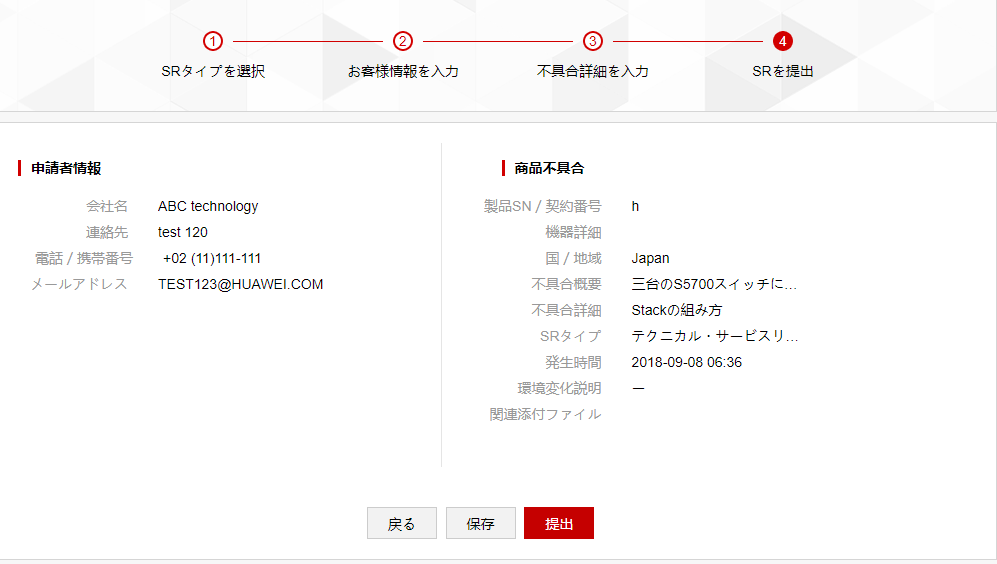 1 2 3 4
SRタイプを選択 お客様情報を入力 不具合詳細を入力 SRを提出
申請者情報
会社名 ABC technology
連絡先 test 120
電話 / 携帯番号 +02 (11)111-111
メールアドレス TEST123@HUAWEI.COM
商品不具合
製品SN / 契約番号 h
機器詳細
国 / 地域 Japan
不具合概要 三台のS5700スイッチに...
不具合詳細 Stackの組み方
SRタイプ テクニカル・サービスリ...
発生時間 2018-09-08 06:36
環境変化説明 ー
関連添付ファイル
戻る 保存 提出